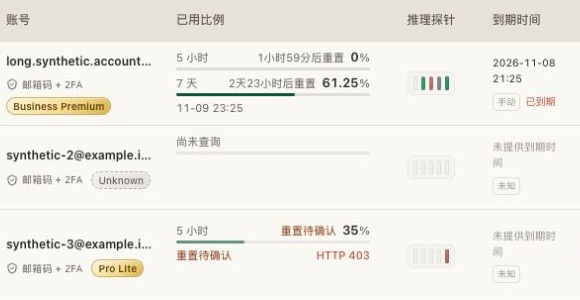 账号 已用比例 推理探针 到期时间
long.synthetic.account...
邮箱码 + 2FA
Business Premium
5 小时 1小时59分后重置 0%
7 天 2天23小时后重置 61.25%
11-09 23:25
2026-11-08
21:25
手动 已到期
synthetic-2@example.i...
邮箱码 + 2FA Unknown
尚未查询
未提供到期时
间
未知
synthetic-3@example.i...
邮箱码 + 2FA Pro Lite
5 小时 重置待确认 35%
重置待确认 HTTP 403
未提供到期时
间
未知